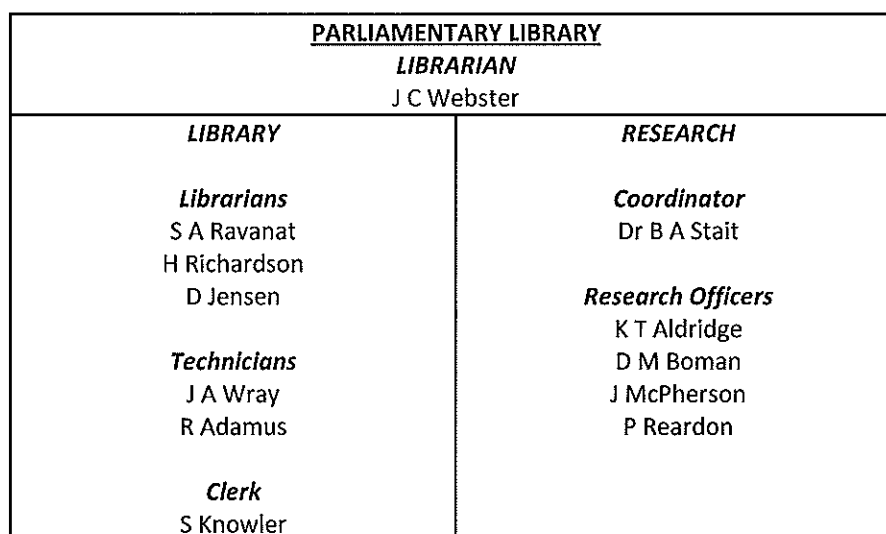 PARLIAMENTARY LIBRARY
LIBRARIAN
J C Webster
LIBRARY
Librarians
S A Ravanat
H Richardson
D Jensen
Technicians
J A Wray
R Adamus
Clerk
S Knowler
RESEARCH
Coordinator
Dr B A Stait
Research Officers
K T Aldridge
D M Boman
J McPherson
P Reardon